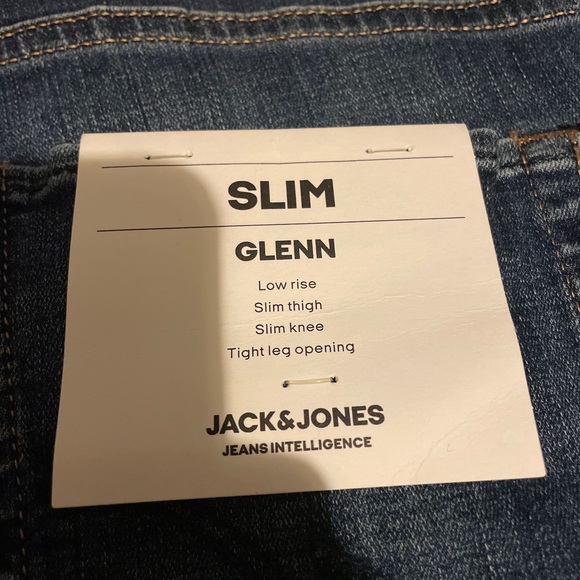 SLIM
GLENN
Low rise
Slim thigh
Slim knee
Tight leg opening
JACK&JONES
JEANS INTELLIGENCE